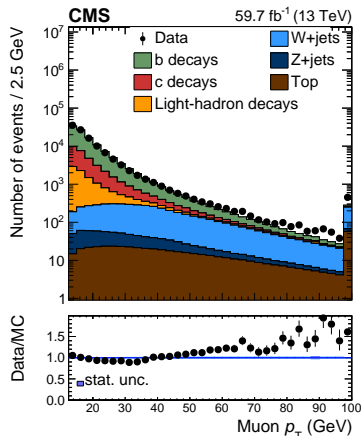 CMS 59.7 fb⁻¹ (13 TeV)
Number of events / 2.5 GeV
10⁷
10⁶
10⁵
10⁴
10³
10²
10
1
Data
b decays
c decays
Light-hadron decays
W+jets
Z+jets
Top
Data/MC
1.5
1.0
0.5
0.0
stat. unc.
20 30 40 50 60 70 80 90 100
Muon p_T (GeV)